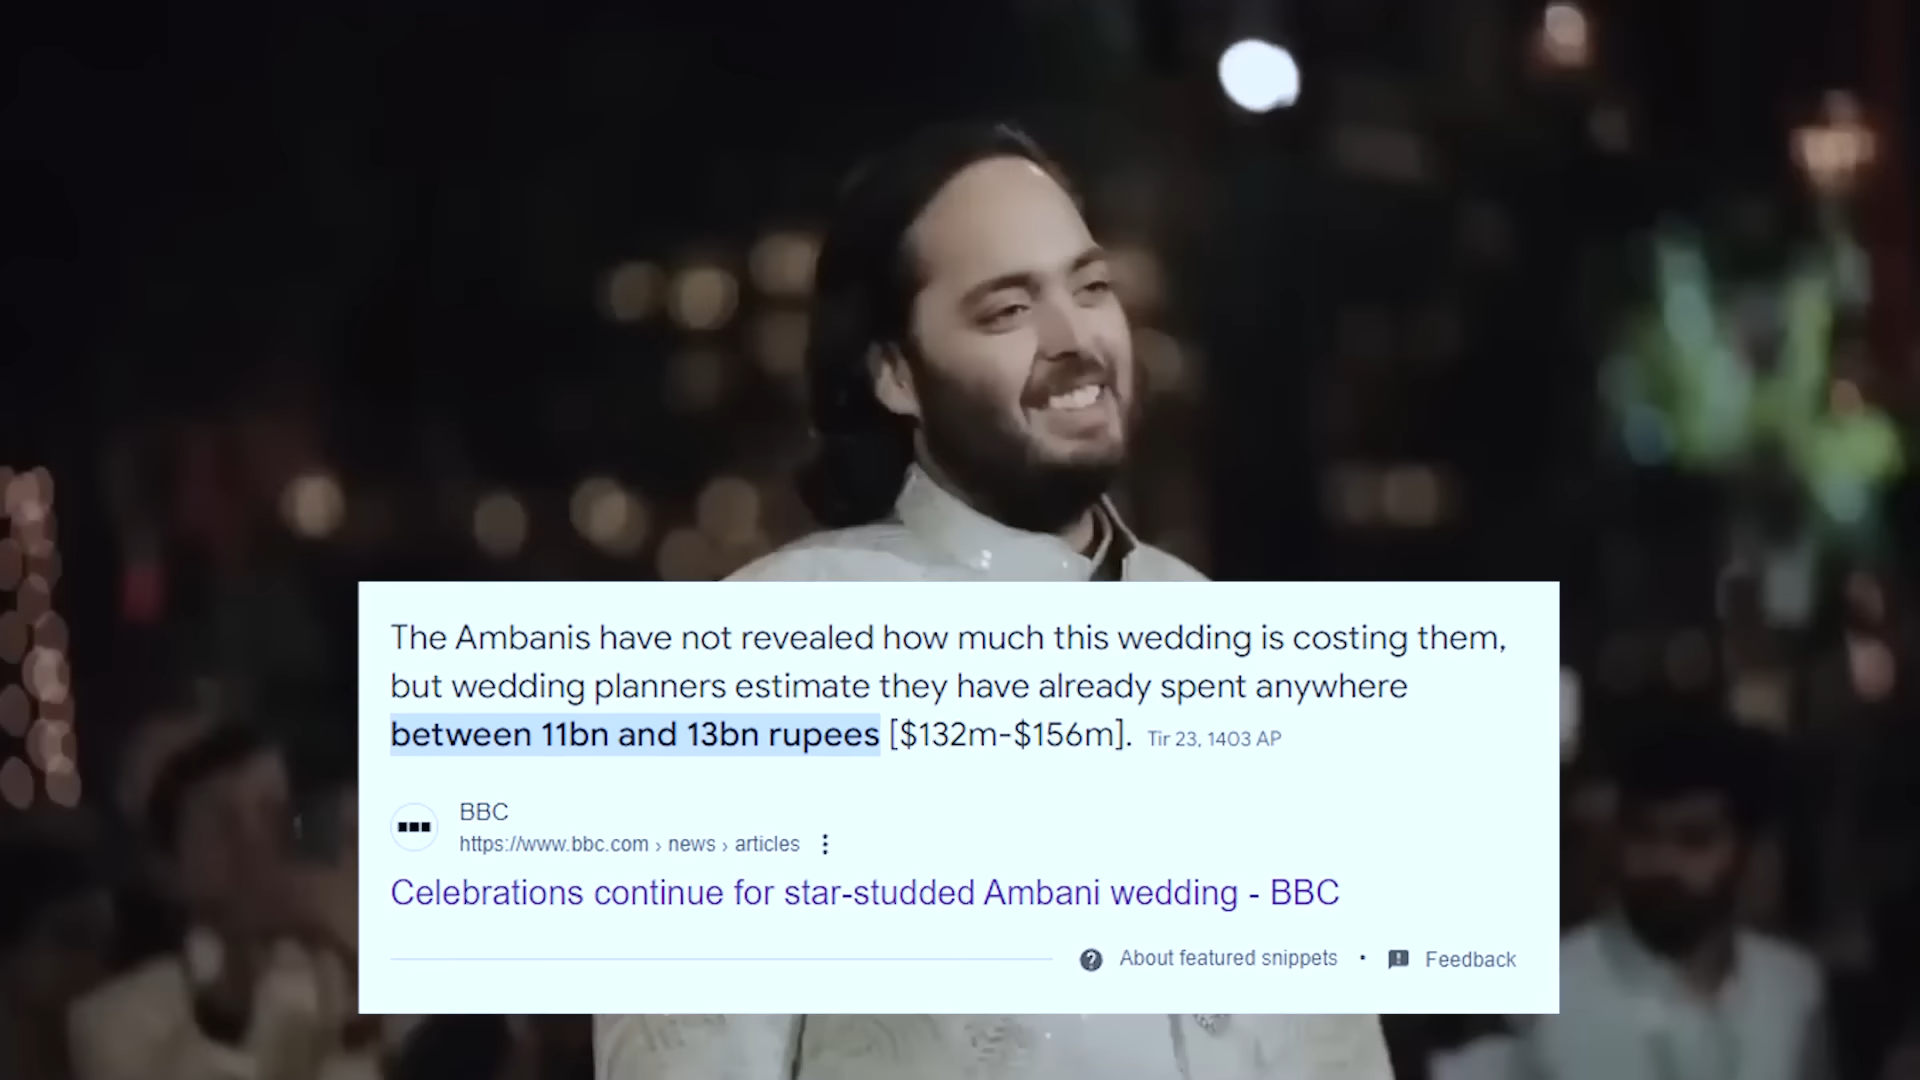 The Ambanis have not revealed how much this wedding is costing them,
but wedding planners estimate they have already spent anywhere
between 11bn and 13bn rupees [$132m-$156m]. Tir 23, 1403 AP
BBC
https://www.bbc.com › news › articles
Celebrations continue for star-studded Ambani wedding - BBC
About featured snippets • Feedback